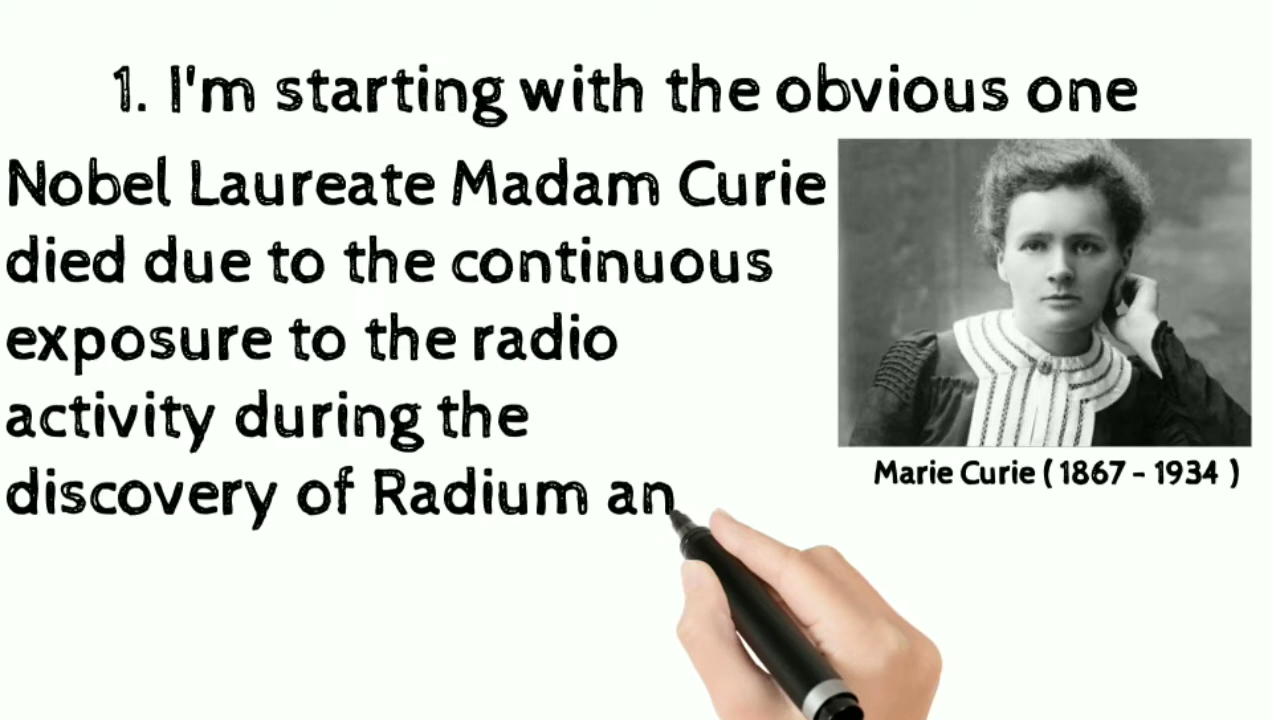 1. I'm starting with the obvious one
Nobel Laureate Madam Curie
died due to the continuous
exposure to the radio
activity during the
discovery of Radium an
Marie Curie ( 1867 - 1934 )